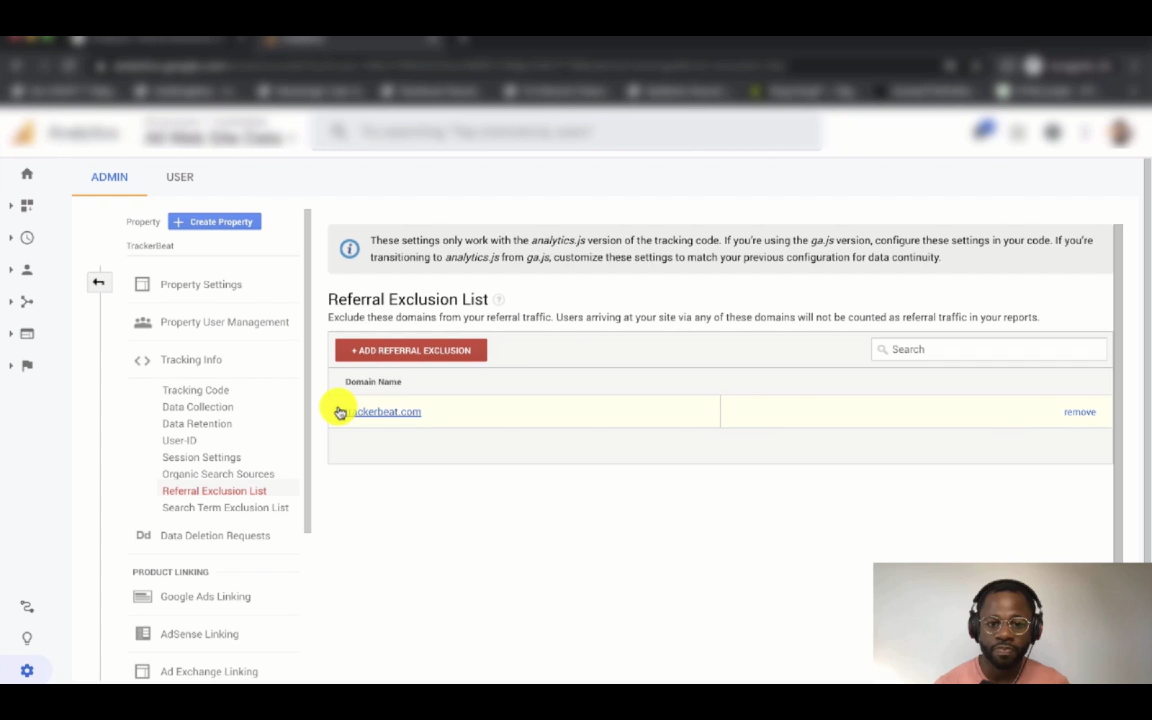 ADMIN
USER
Property
+ Create Property
TrackerBeat
Property Settings
Property User Management
<> Tracking Info
Tracking Code
Data Collection
Data Retention
User-ID
Session Settings
Organic Search Sources
Referral Exclusion List
Search Term Exclusion List
Dd Data Deletion Requests
PRODUCT LINKING
Google Ads Linking
AdSense Linking
Ad Exchange Linking
These settings only work with the analytics.js version of the tracking code. If you're using the ga.js version, configure these settings in your code. If you're
transitioning to analytics.js from ga.js, customize these settings to match your previous configuration for data continuity.
Referral Exclusion List ?
Exclude these domains from your referral traffic. Users arriving at your site via any of these domains will not be counted as referral traffic in your reports.
+ ADD REFERRAL EXCLUSION
Search
Domain Name
trackerbeat.com
remove